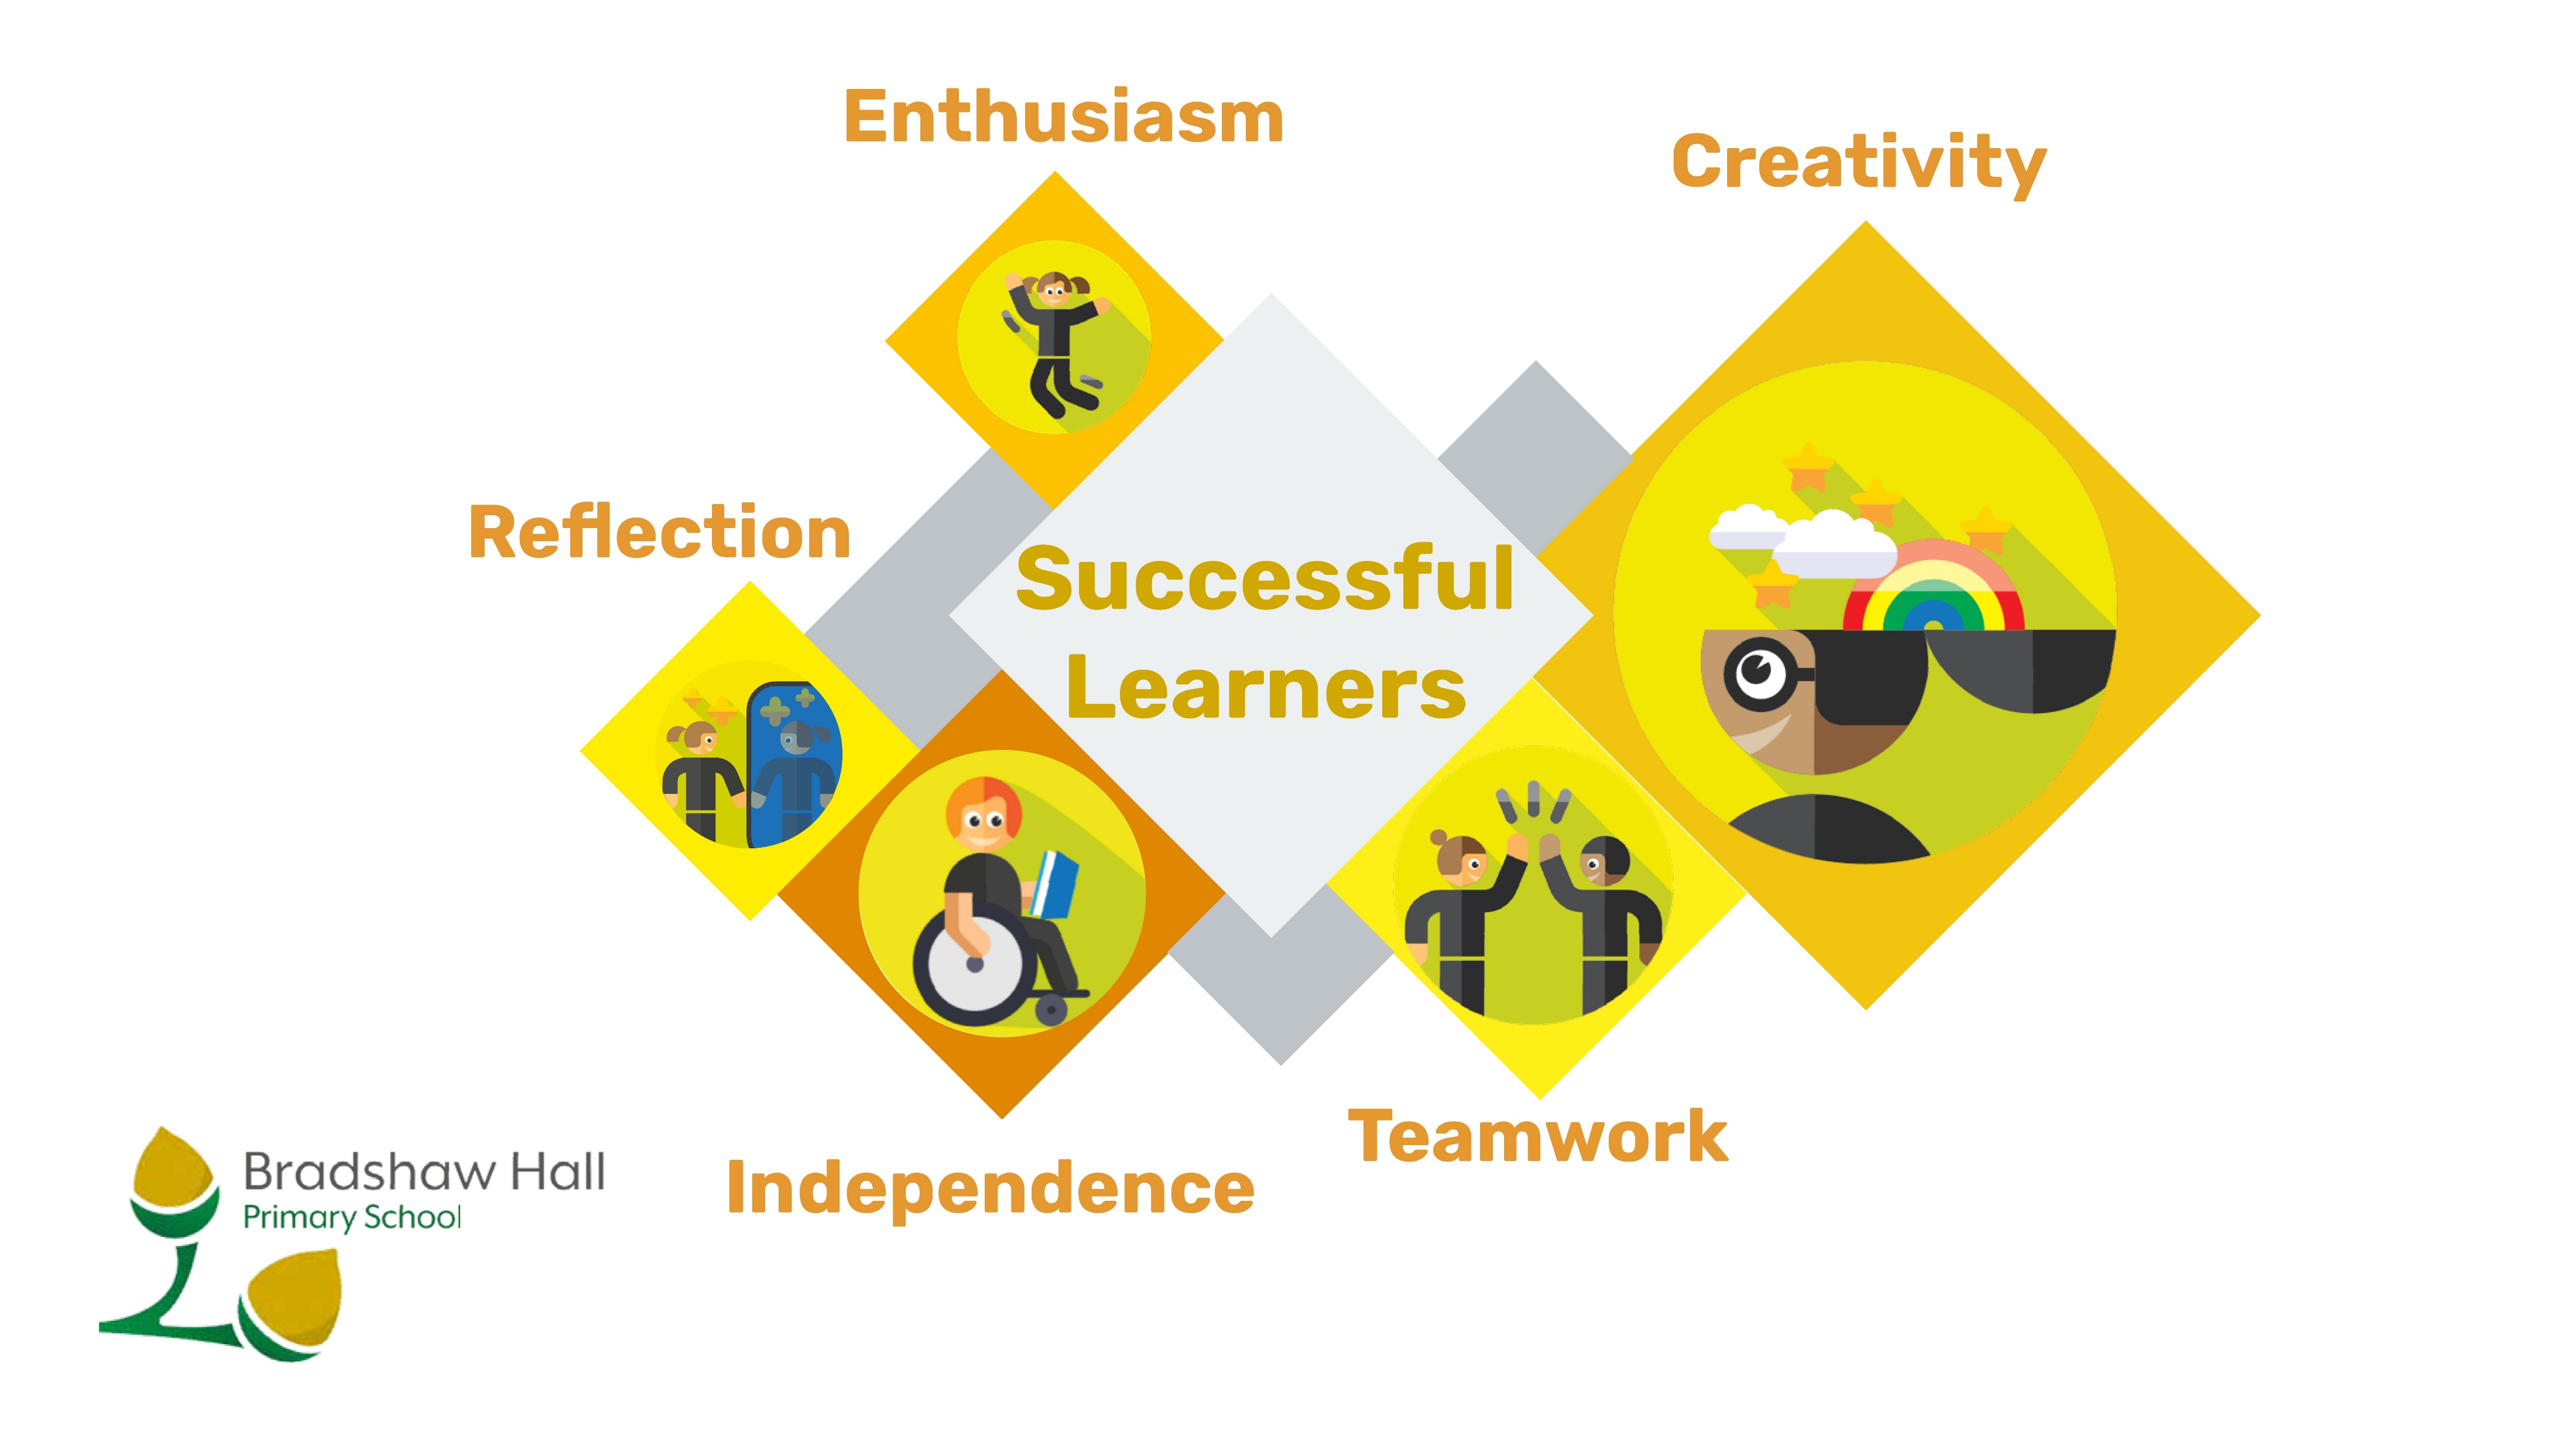 Enthusiasm
Creativity
Reflection
Successful
Learners
Teamwork
Independence
Bradshaw Hall
Primary School